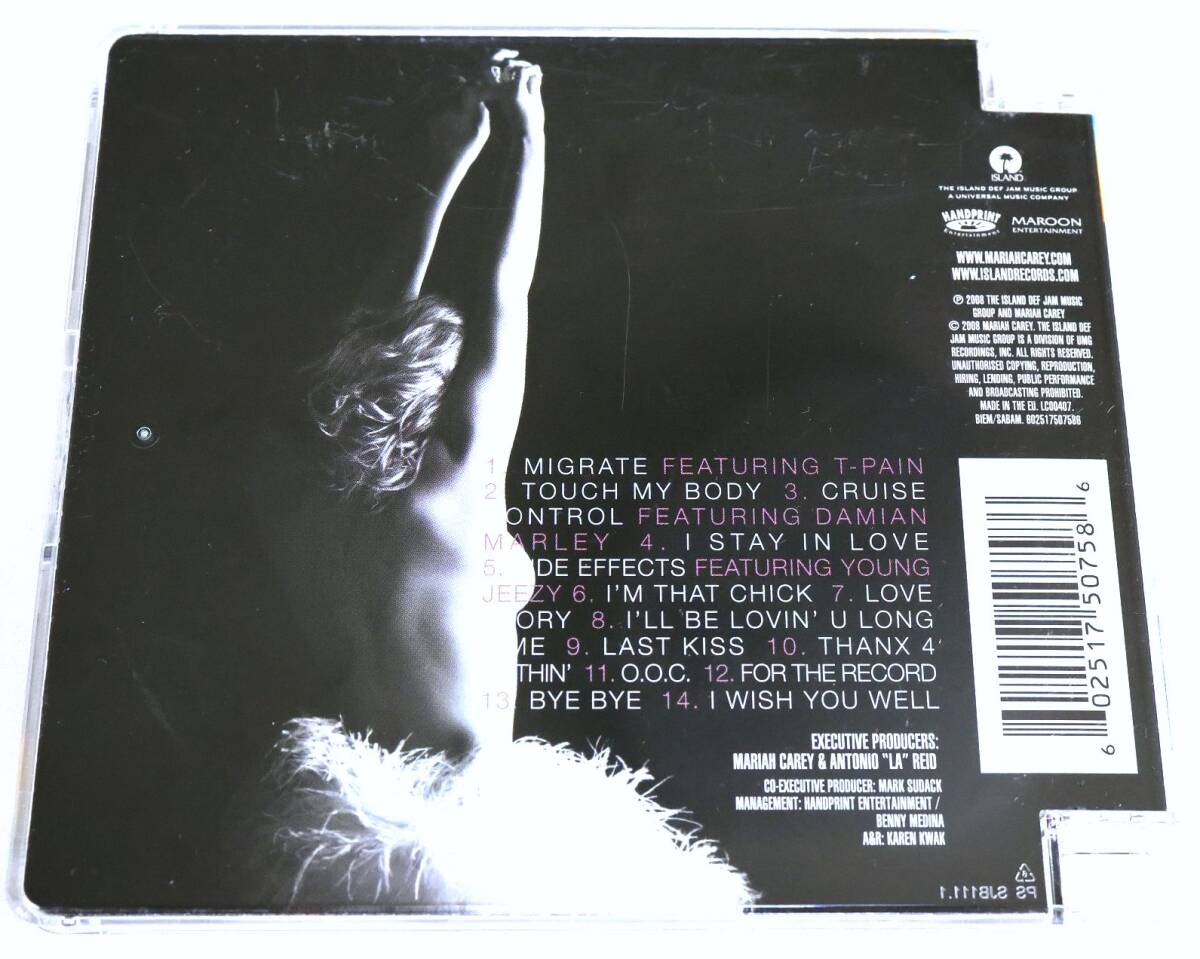 ISLAND
THE ISLAND DEF JAM MUSIC GROUP
A UNIVERSAL MUSIC COMPANY
HANDPRINT
Entertainment
MAROON
ENTERTAINMENT
WWW.MARIAHCAREY.COM
WWW.ISLANDRECORDS.COM
℗ 2008 THE ISLAND DEF JAM MUSIC
GROUP AND MARIAH CAREY
© 2008 MARIAH CAREY. THE ISLAND DEF
JAM MUSIC GROUP IS A DIVISION OF UMG
RECORDINGS, INC. ALL RIGHTS RESERVED.
UNAUTHORISED COPYING, REPRODUCTION,
HIRING, LENDING, PUBLIC PERFORMANCE
AND BROADCASTING PROHIBITED.
MADE IN THE EU. LC00407.
BIEM/SABAM. 602517507586
1. MIGRATE FEATURING T-PAIN
2 TOUCH MY BODY 3. CRUISE
ONTROL FEATURING DAMIAN
MARLEY 4. I STAY IN LOVE
5. IDE EFFECTS FEATURING YOUNG
JEEZY 6. I'M THAT CHICK 7. LOVE
ORY 8. I'LL BE LOVIN' U LONG
ME 9. LAST KISS 10. THANX 4
THIN' 11. O.O.C. 12. FOR THE RECORD
13. BYE BYE 14. I WISH YOU WELL
6 02517 50758 6
EXECUTIVE PRODUCERS:
MARIAH CAREY & ANTONIO "LA" REID
CO-EXECUTIVE PRODUCER: MARK SUDACK
MANAGEMENT: HANDPRINT ENTERTAINMENT /
BENNY MEDINA
A&R: KAREN KWAK
PS SJB111.1